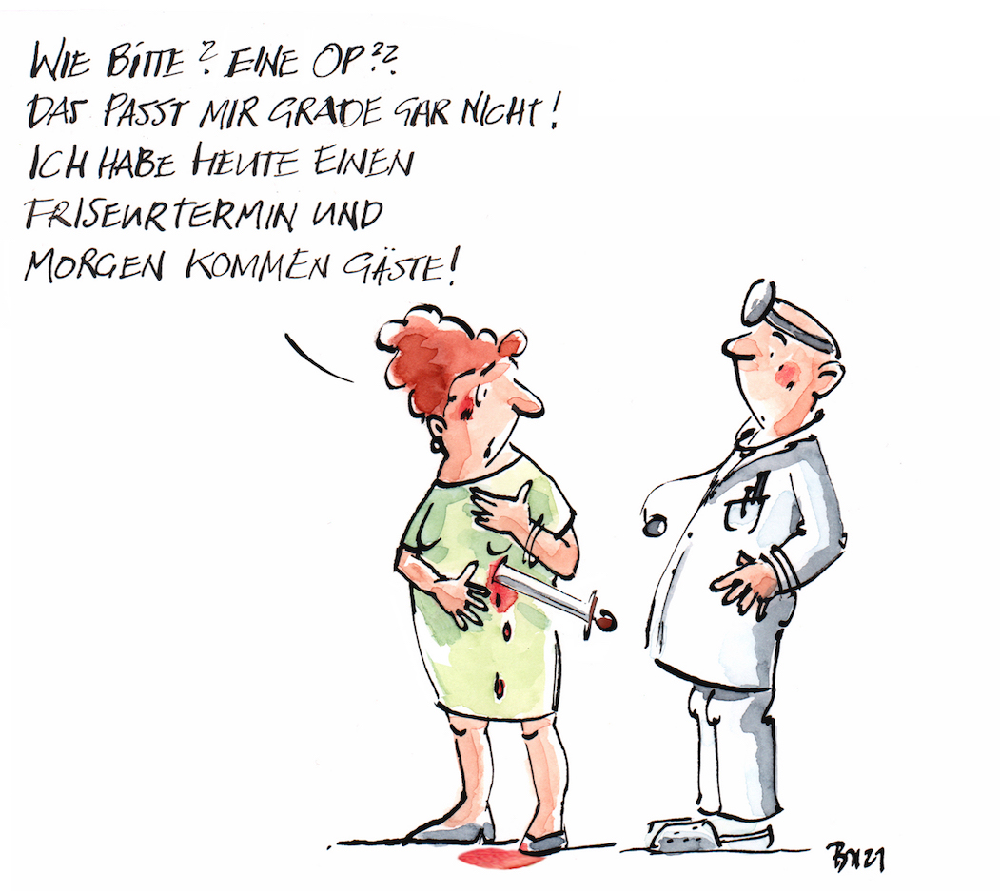 WIE BITTE? EINE OP??
DAS PASST MIR GRADE GAR NICHT!
ICH HABE HEUTE EINEN
FRISEURTERMIN UND
MORGEN KOMMEN GÄSTE!